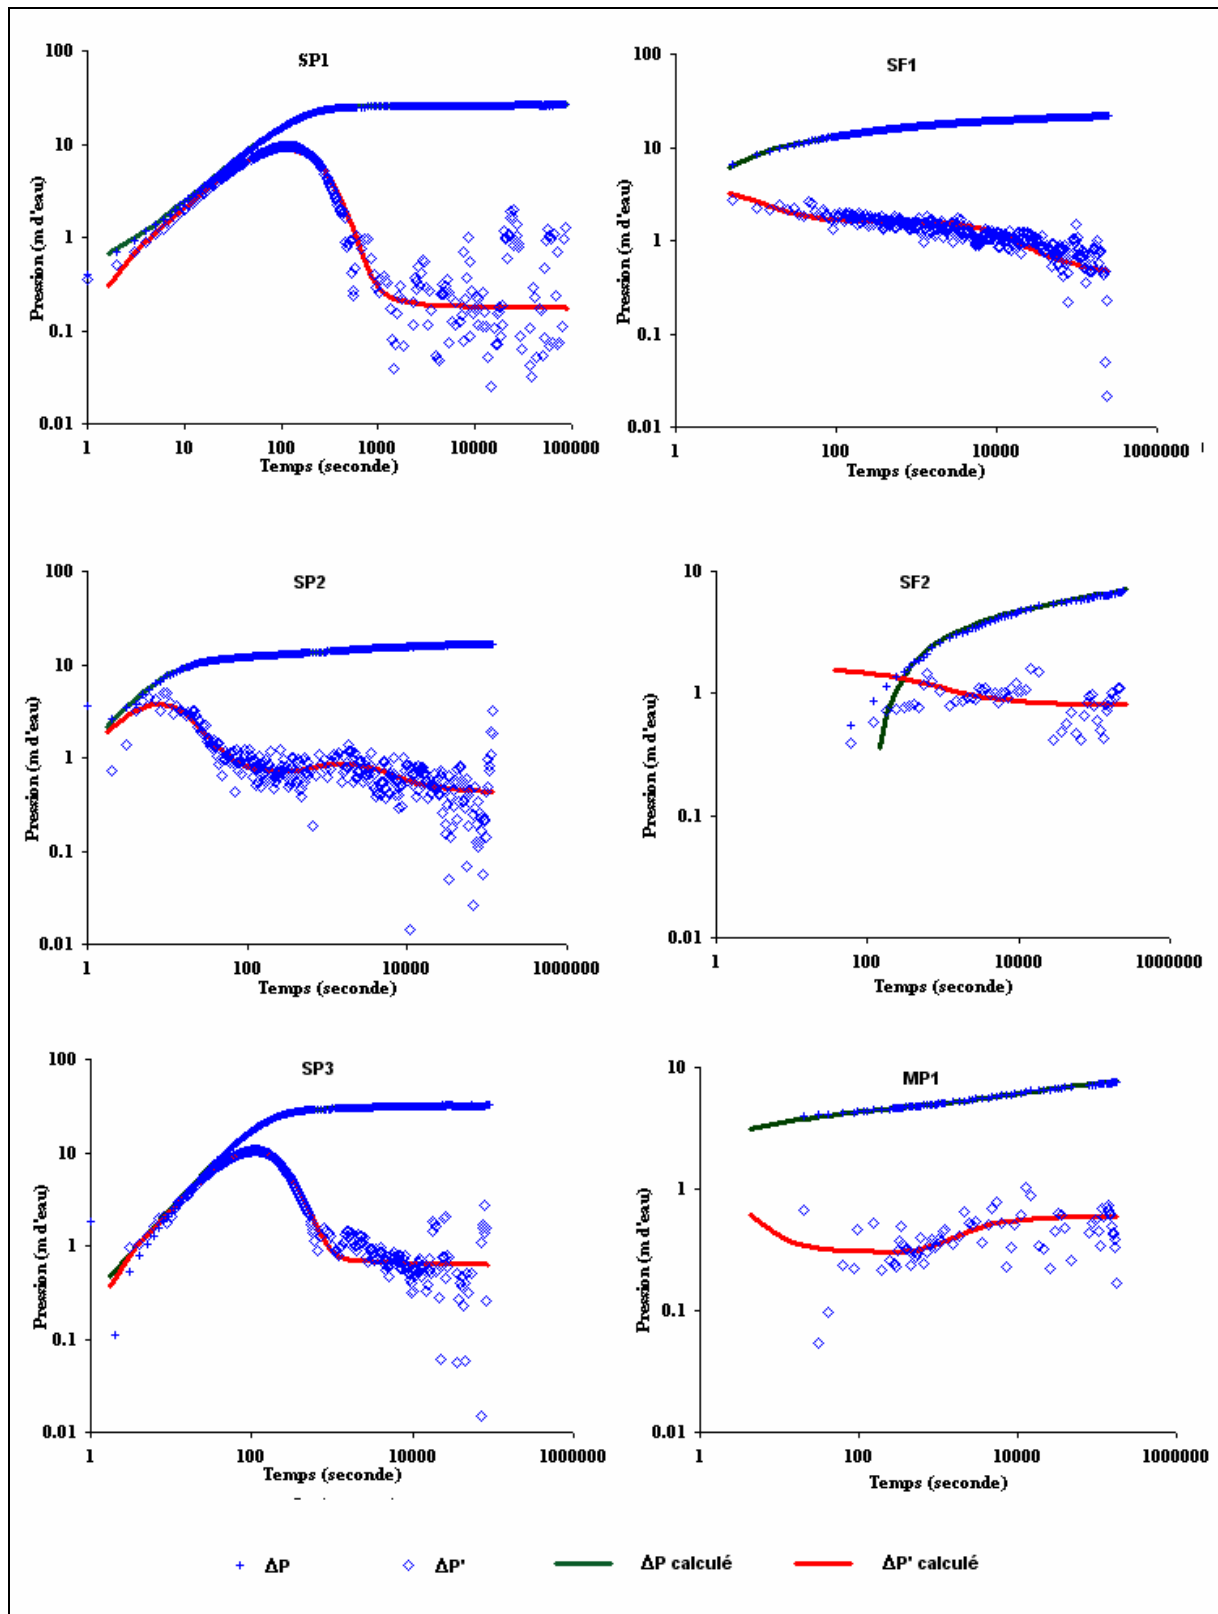 SP1
Pression (m d'eau)
100
10
1
0.1
0.01
1 10 100 1000 10000 100000
Temps (seconde)
SF1
Pression (m d'eau)
100
10
1
0.1
0.01
1 100 10000 1000000
Temps (seconde)
SP2
Pression (m d'eau)
100
10
1
0.1
0.01
1 100 10000 1000000
Temps (seconde)
SF2
Pression (m d'eau)
10
1
0.1
0.01
1 100 10000 1000000
Temps (seconde)
SP3
Pression (m d'eau)
100
10
1
0.1
0.01
1 100 10000 1000000
Temps (seconde)
MP1
Pression (m d'eau)
10
1
0.1
0.01
1 100 10000 1000000
Temps (seconde)
ΔP ΔP' ΔP calculé ΔP' calculé